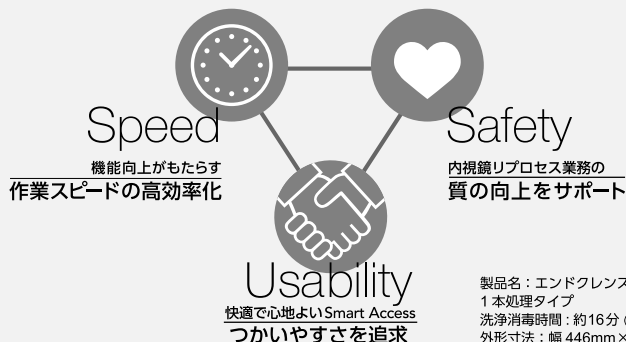 Speed
機能向上がもたらす
作業スピードの高効率化
Safety
内視鏡リプロセス業務の
質の向上をサポート
Usability
快適で心地よいSmart Access
つかいやすさを追求
製品名：エンドクレンズ
1本処理タイプ
洗浄消毒時間：約16分（
外形寸法：幅 446mm×